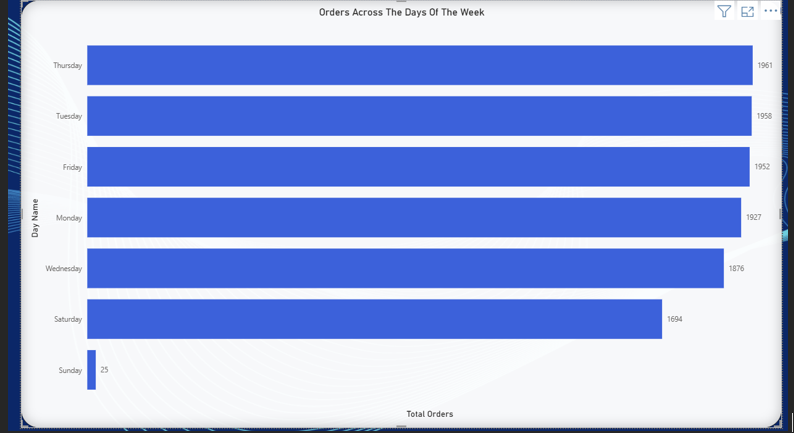 Orders Across The Days Of The Week
Thursday 1961
Tuesday 1958
Friday 1952
Monday 1927
Wednesday 1876
Saturday 1694
Sunday 25
Day Name
Total Orders